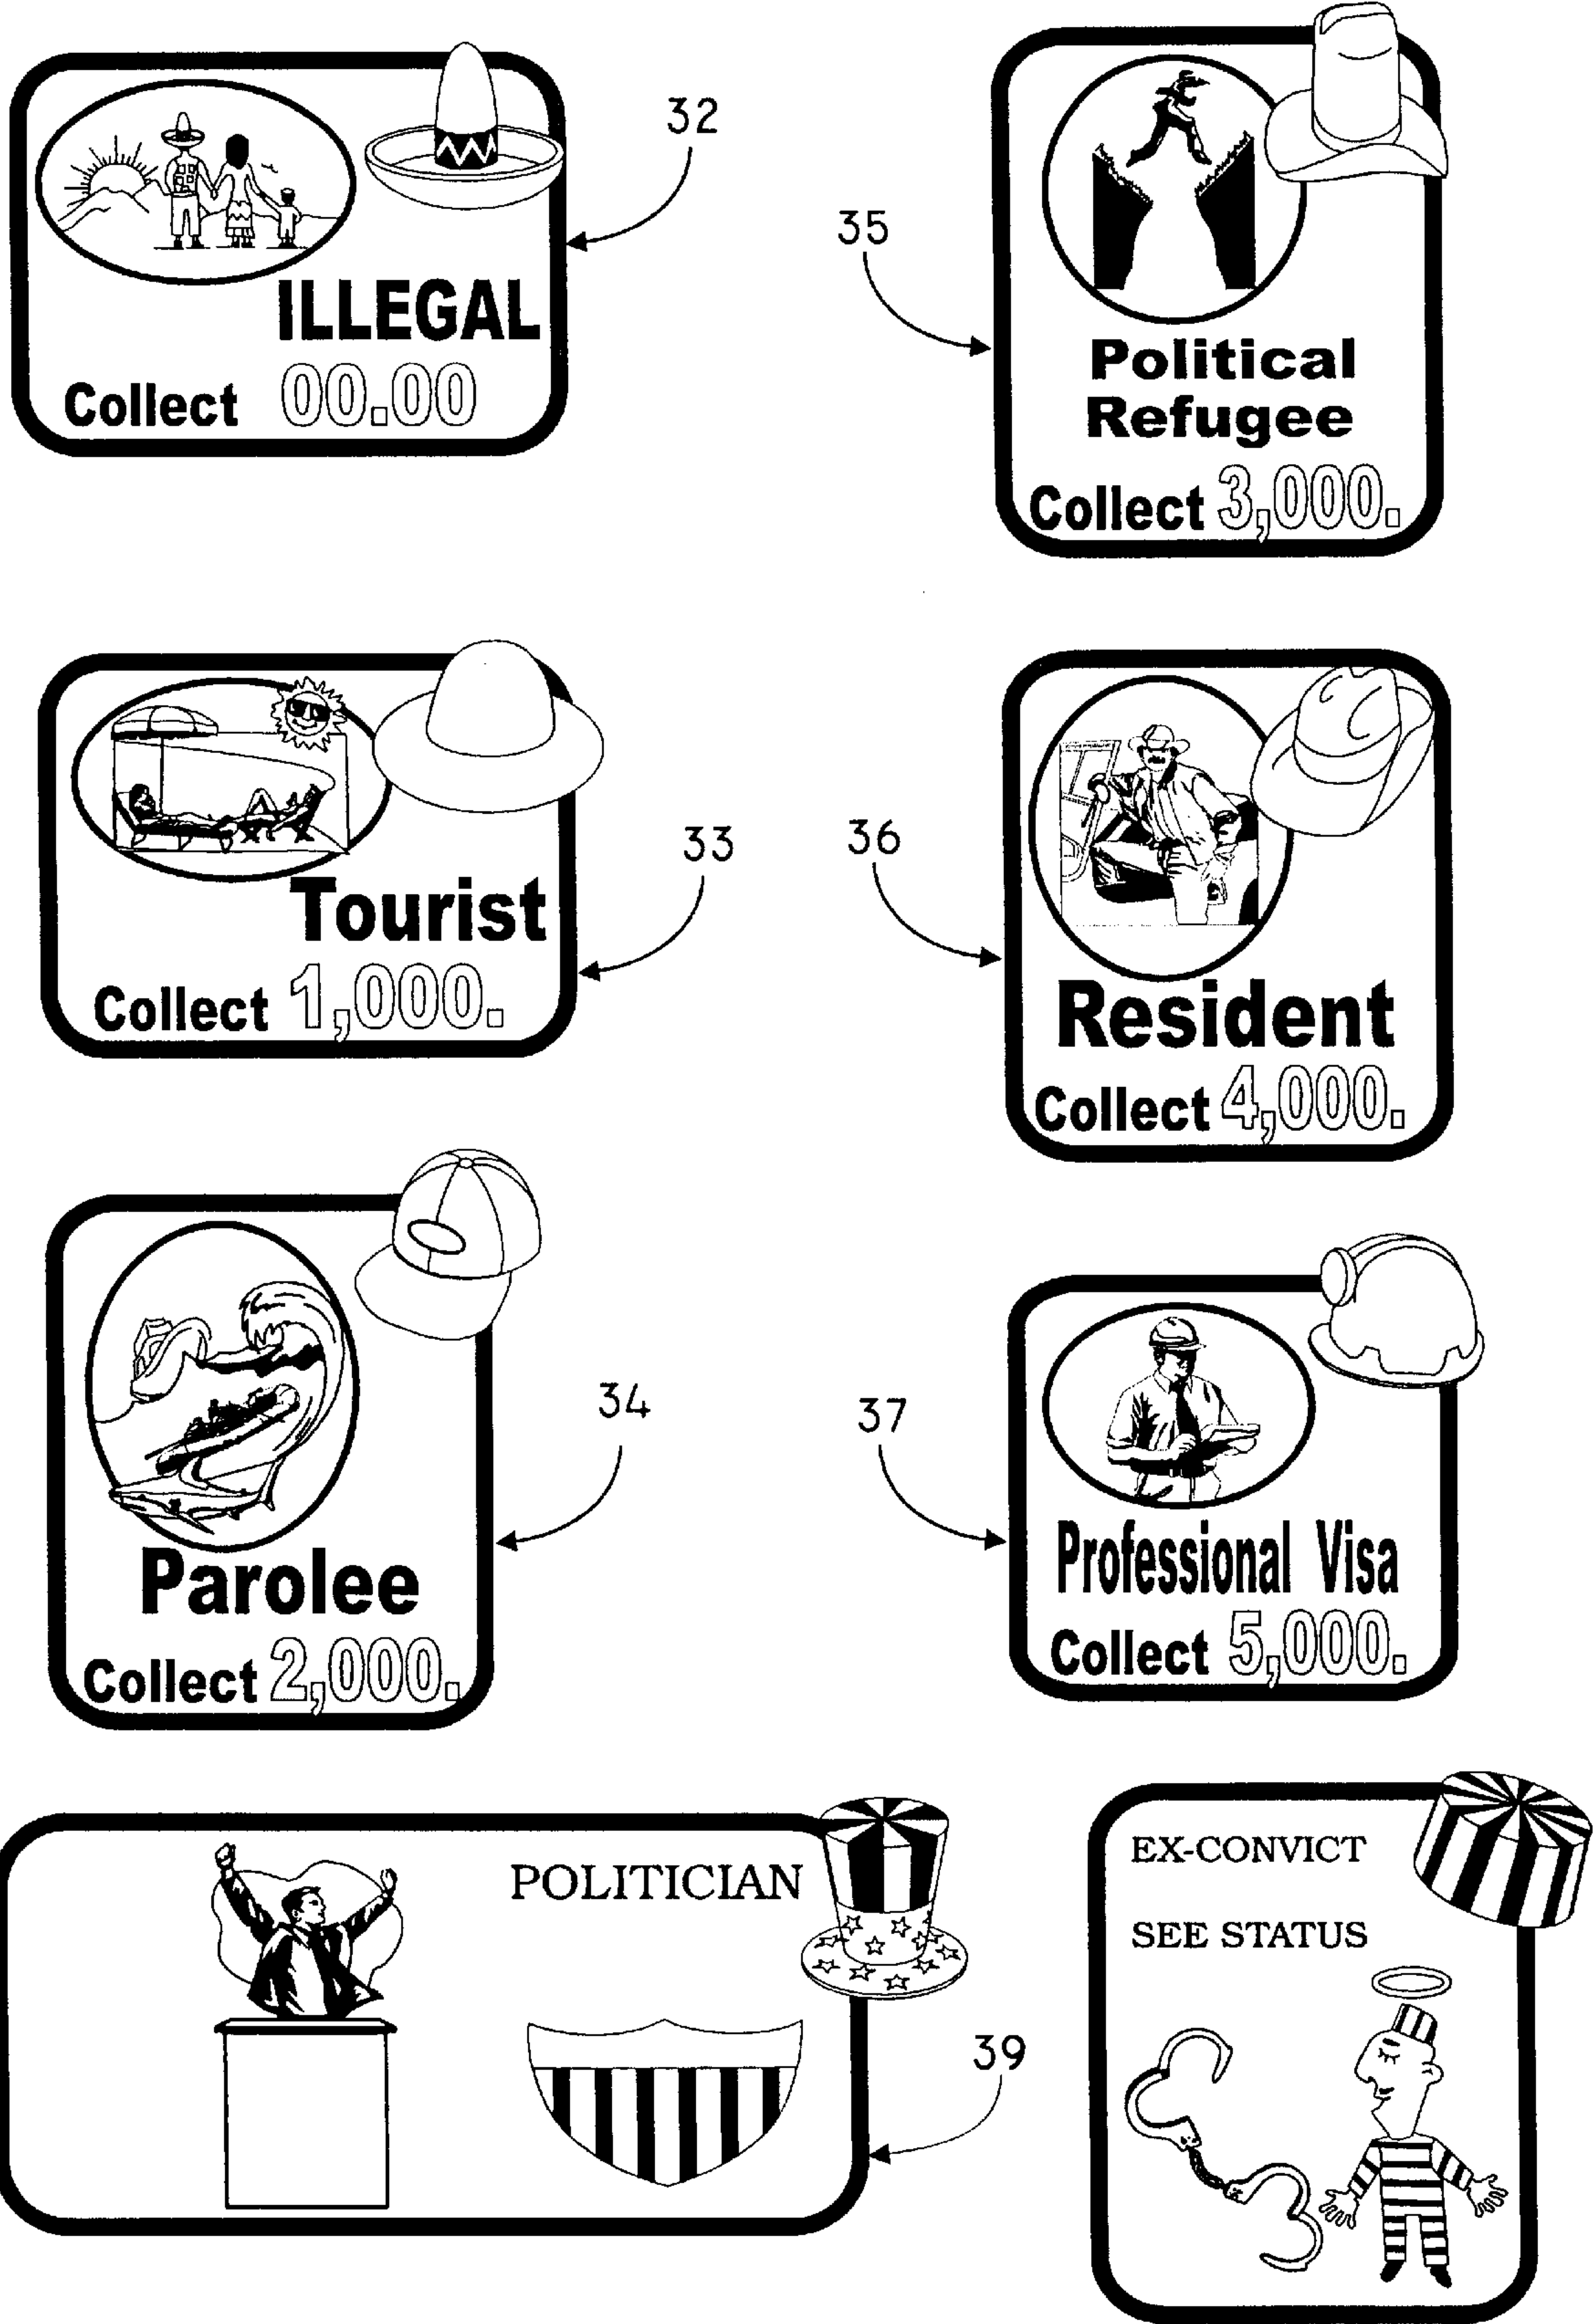 32
ILLEGAL
Collect 00.00
35
Political
Refugee
Collect 3,000.
33
Tourist
Collect 1,000.
36
Resident
Collect 4,000.
34
Parolee
Collect 2,000.
37
Professional Visa
Collect 5,000.
POLITICIAN
39
EX-CONVICT
SEE STATUS